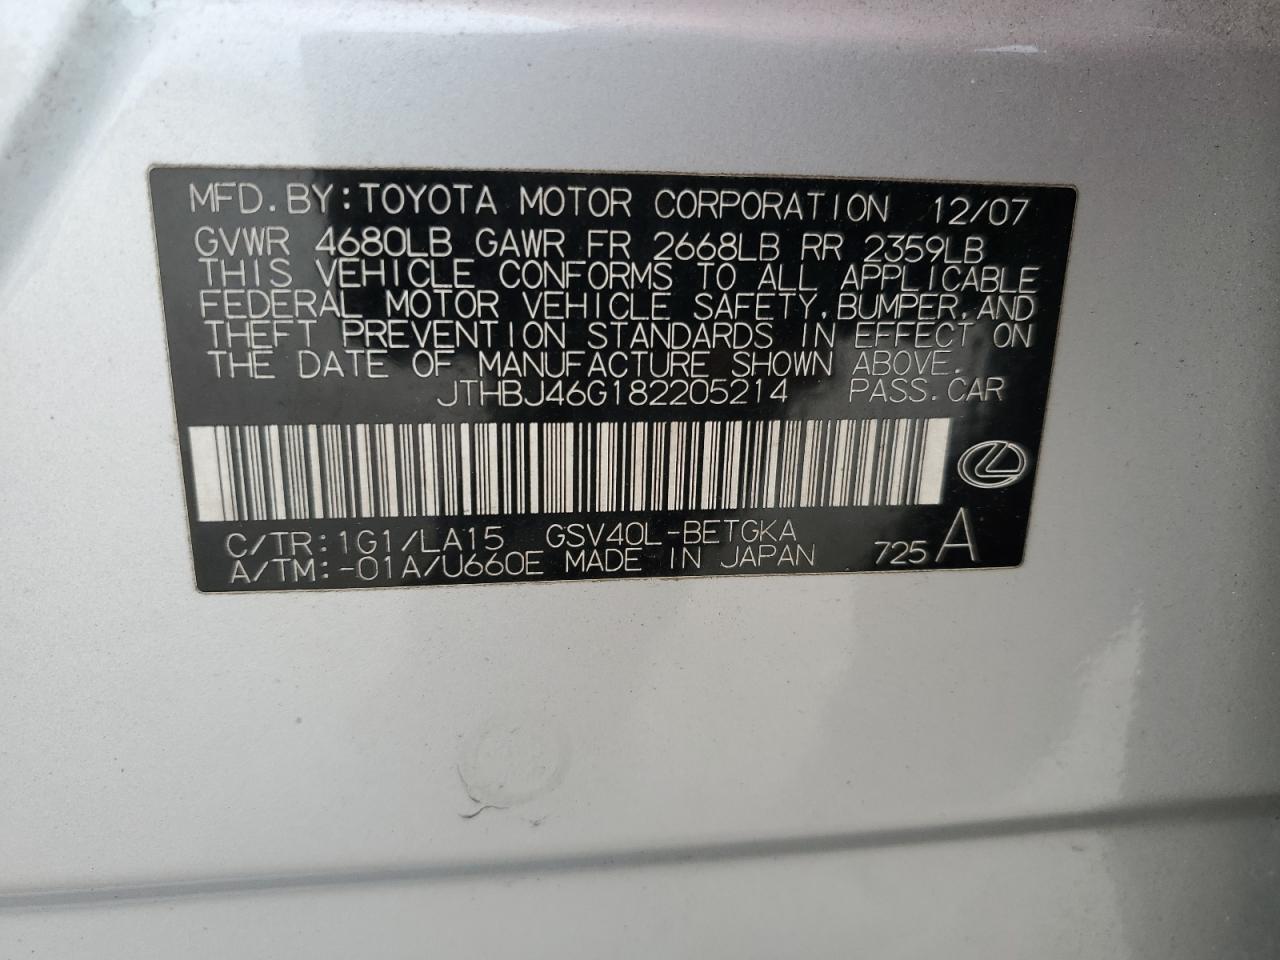 MFD. BY: TOYOTA MOTOR CORPORATION 12/07
GVWR 4680LB GAWR FR 2668LB RR 2359LB
THIS VEHICLE CONFORMS TO ALL APPLICABLE
FEDERAL MOTOR VEHICLE SAFETY, BUMPER, AND
THEFT PREVENTION STANDARDS IN EFFECT ON
THE DATE OF MANUFACTURE SHOWN ABOVE.
JTHBJ46G182205214 PASS. CAR
C/TR: 1G1/LA15 GSV40L-BETGKA
A/TM: -01A/U660E MADE IN JAPAN 725 A